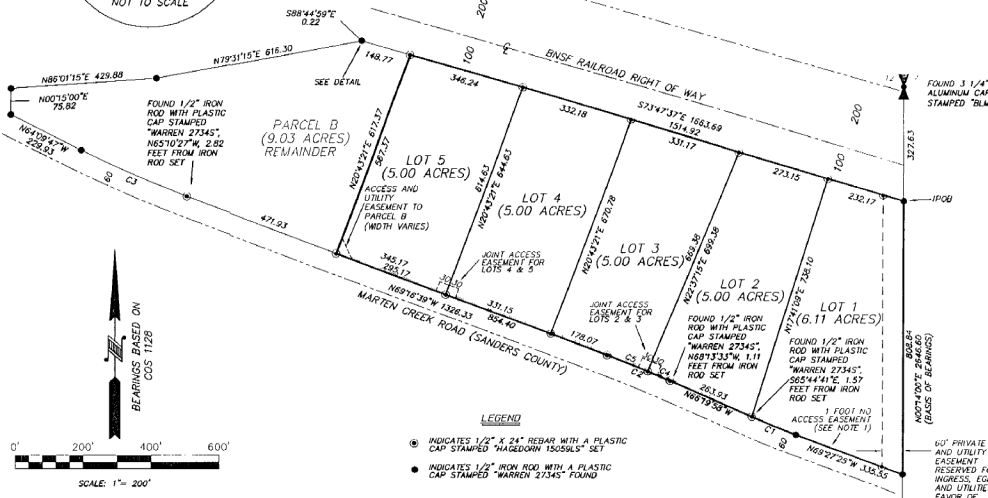 NOT TO SCALE
S88°44'59"E
0.22
200
100
℄
BNSF RAILROAD RIGHT OF WAY
S73°47'37"E 1663.69
1514.92
200
100
FOUND 3 1/4"
ALUMINUM CAP
STAMPED "BLM
327.63
IPOB
N86°01'15"E 429.88
N79°31'15"E 616.30
SEE DETAIL
148.77
346.24
332.18
331.17
273.15
232.17
N00°15'00"E
75.82
N64°09'47"W
229.93
60
C3
FOUND 1/2" IRON
ROD WITH PLASTIC
CAP STAMPED
"WARREN 2734S"
N65°10'27"W, 2.82
FEET FROM IRON
ROD SET
471.93
PARCEL B
(9.03 ACRES)
REMAINDER
N20°43'21"E 617.37
567.37
LOT 5
(5.00 ACRES)
ACCESS AND
UTILITY
EASEMENT TO
PARCEL B
(WIDTH VARIES)
614.63
N20°43'21"E 644.63
LOT 4
(5.00 ACRES)
JOINT ACCESS
EASEMENT FOR
LOTS 4 & 5
30 30
N20°43'21"E 670.78
LOT 3
(5.00 ACRES)
JOINT ACCESS
EASEMENT FOR
LOTS 2 & 3
669.38
N22°37'15"E 699.38
LOT 2
(5.00 ACRES)
FOUND 1/2" IRON
ROD WITH PLASTIC
CAP STAMPED
"WARREN 2734S",
N68°13'33"W, 1.11
FEET FROM IRON
ROD SET
N17°41'09"E 738.10
LOT 1
(6.11 ACRES)
FOUND 1/2" IRON
ROD WITH PLASTIC
CAP STAMPED
"WARREN 2734S",
S65°44'41"E, 1.57
FEET FROM IRON
ROD SET
1 FOOT NO
ACCESS EASEMENT
(SEE NOTE 1)
808.84
N00°14'00"E 2646.60
(BASIS OF BEARINGS)
345.17
295.17
N69°16'39"W 1326.33
331.15
854.40
178.07
C5
C2
30 30
C4
263.93
N66°19'58"W
C1
60
N69°27'25"W 335.55
MARTEN CREEK ROAD (SANDERS COUNTY)
60' PRIVATE
AND UTILITY
EASEMENT
RESERVED FO
INGRESS, EG
AND UTILITIE
FAVOR OF
BEARINGS BASED ON
COS 1128
0' 200' 400' 600'
SCALE: 1"= 200'
LEGEND
INDICATES 1/2" X 24" REBAR WITH A PLASTIC
CAP STAMPED "HAGEDORN 15059LS" SET
INDICATES 1/2" IRON ROD WITH A PLASTIC
CAP STAMPED "WARREN 2734S" FOUND